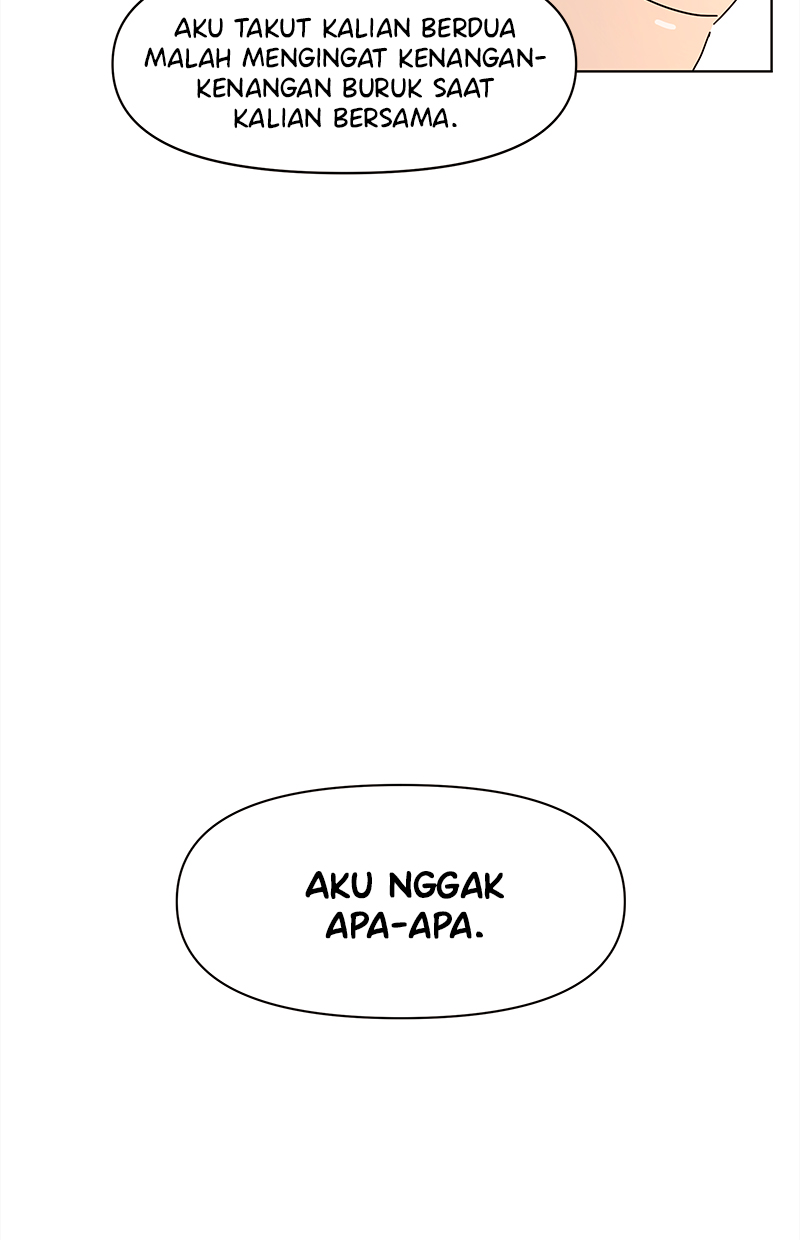 AKU TAKUT KALIAN BERDUA
MALAH MENGINGAT KENANGAN-
KENANGAN BURUK SAAT
KALIAN BERSAMA.
AKU NGGAK
APA-APA.